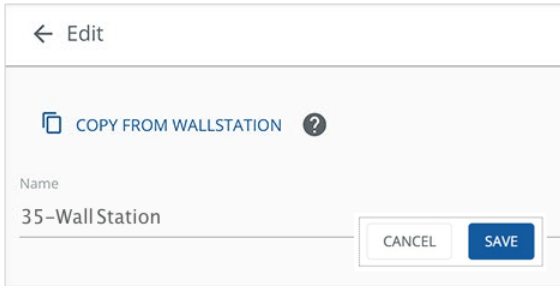 Edit
COPY FROM WALLSTATION ?
Name
35-Wall Station
CANCEL SAVE